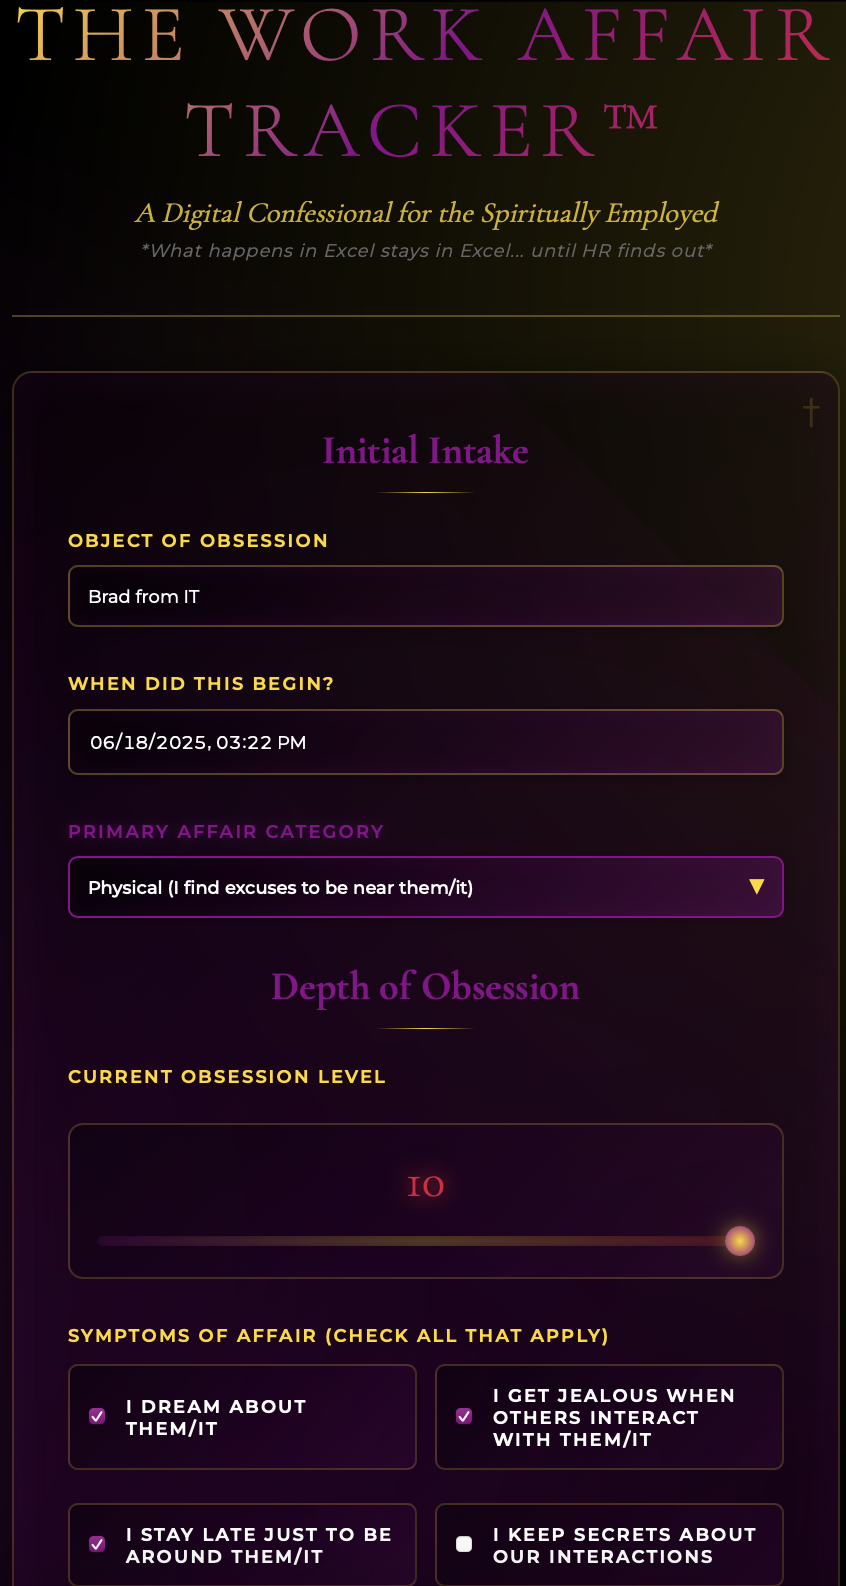 THE WORK AFFAIR
TRACKER™
A Digital Confessional for the Spiritually Employed
*What happens in Excel stays in Excel... until HR finds out*
†
Initial Intake
OBJECT OF OBSESSION
Brad from IT
WHEN DID THIS BEGIN?
06/18/2025, 03:22 PM
PRIMARY AFFAIR CATEGORY
Physical (I find excuses to be near them/it)
Depth of Obsession
CURRENT OBSESSION LEVEL
10
SYMPTOMS OF AFFAIR (CHECK ALL THAT APPLY)
I DREAM ABOUT
THEM/IT
I GET JEALOUS WHEN
OTHERS INTERACT
WITH THEM/IT
I STAY LATE JUST TO BE
AROUND THEM/IT
I KEEP SECRETS ABOUT
OUR INTERACTIONS